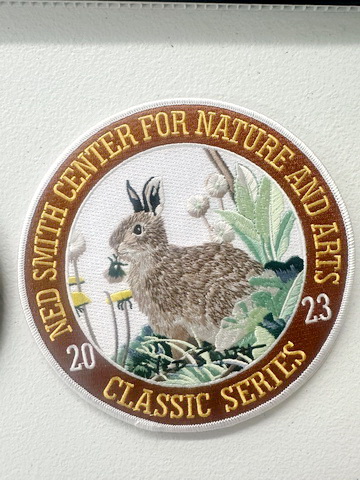 NED SMITH CENTER FOR NATURE AND ARTS
20 23
CLASSIC SERIES